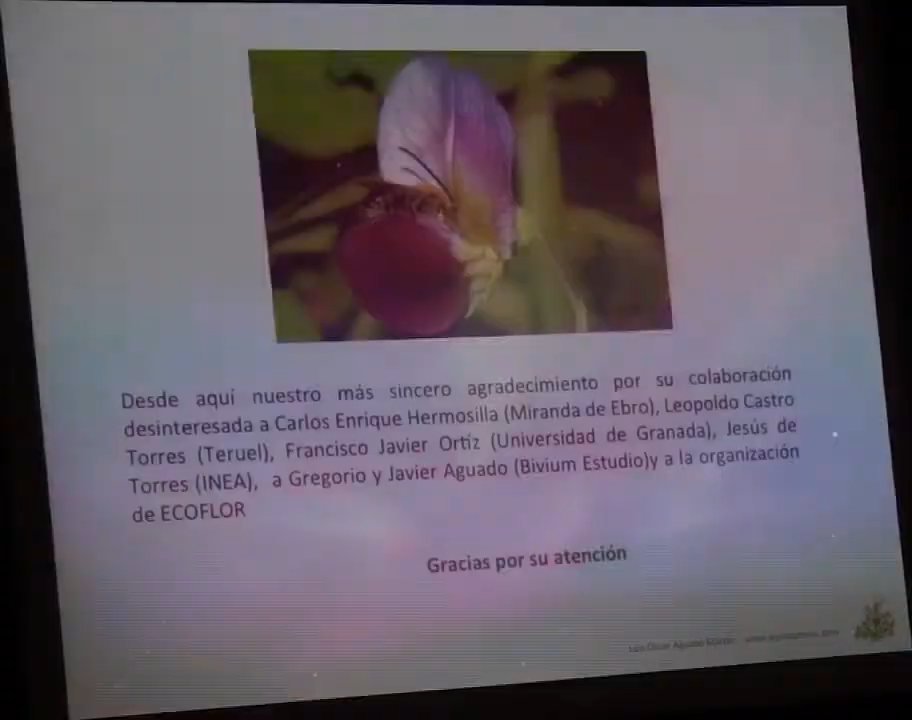 Desde aquí nuestro más sincero agradecimiento por su colaboración
desinteresada a Carlos Enrique Hermosilla (Miranda de Ebro), Leopoldo Castro
Torres (Teruel), Francisco Javier Ortiz (Universidad de Granada), Jesús de
Torres (INEA), a Gregorio y Javier Aguado (Bivium Estudio)y a la organización
de ECOFLOR
Gracias por su atención
Aguado